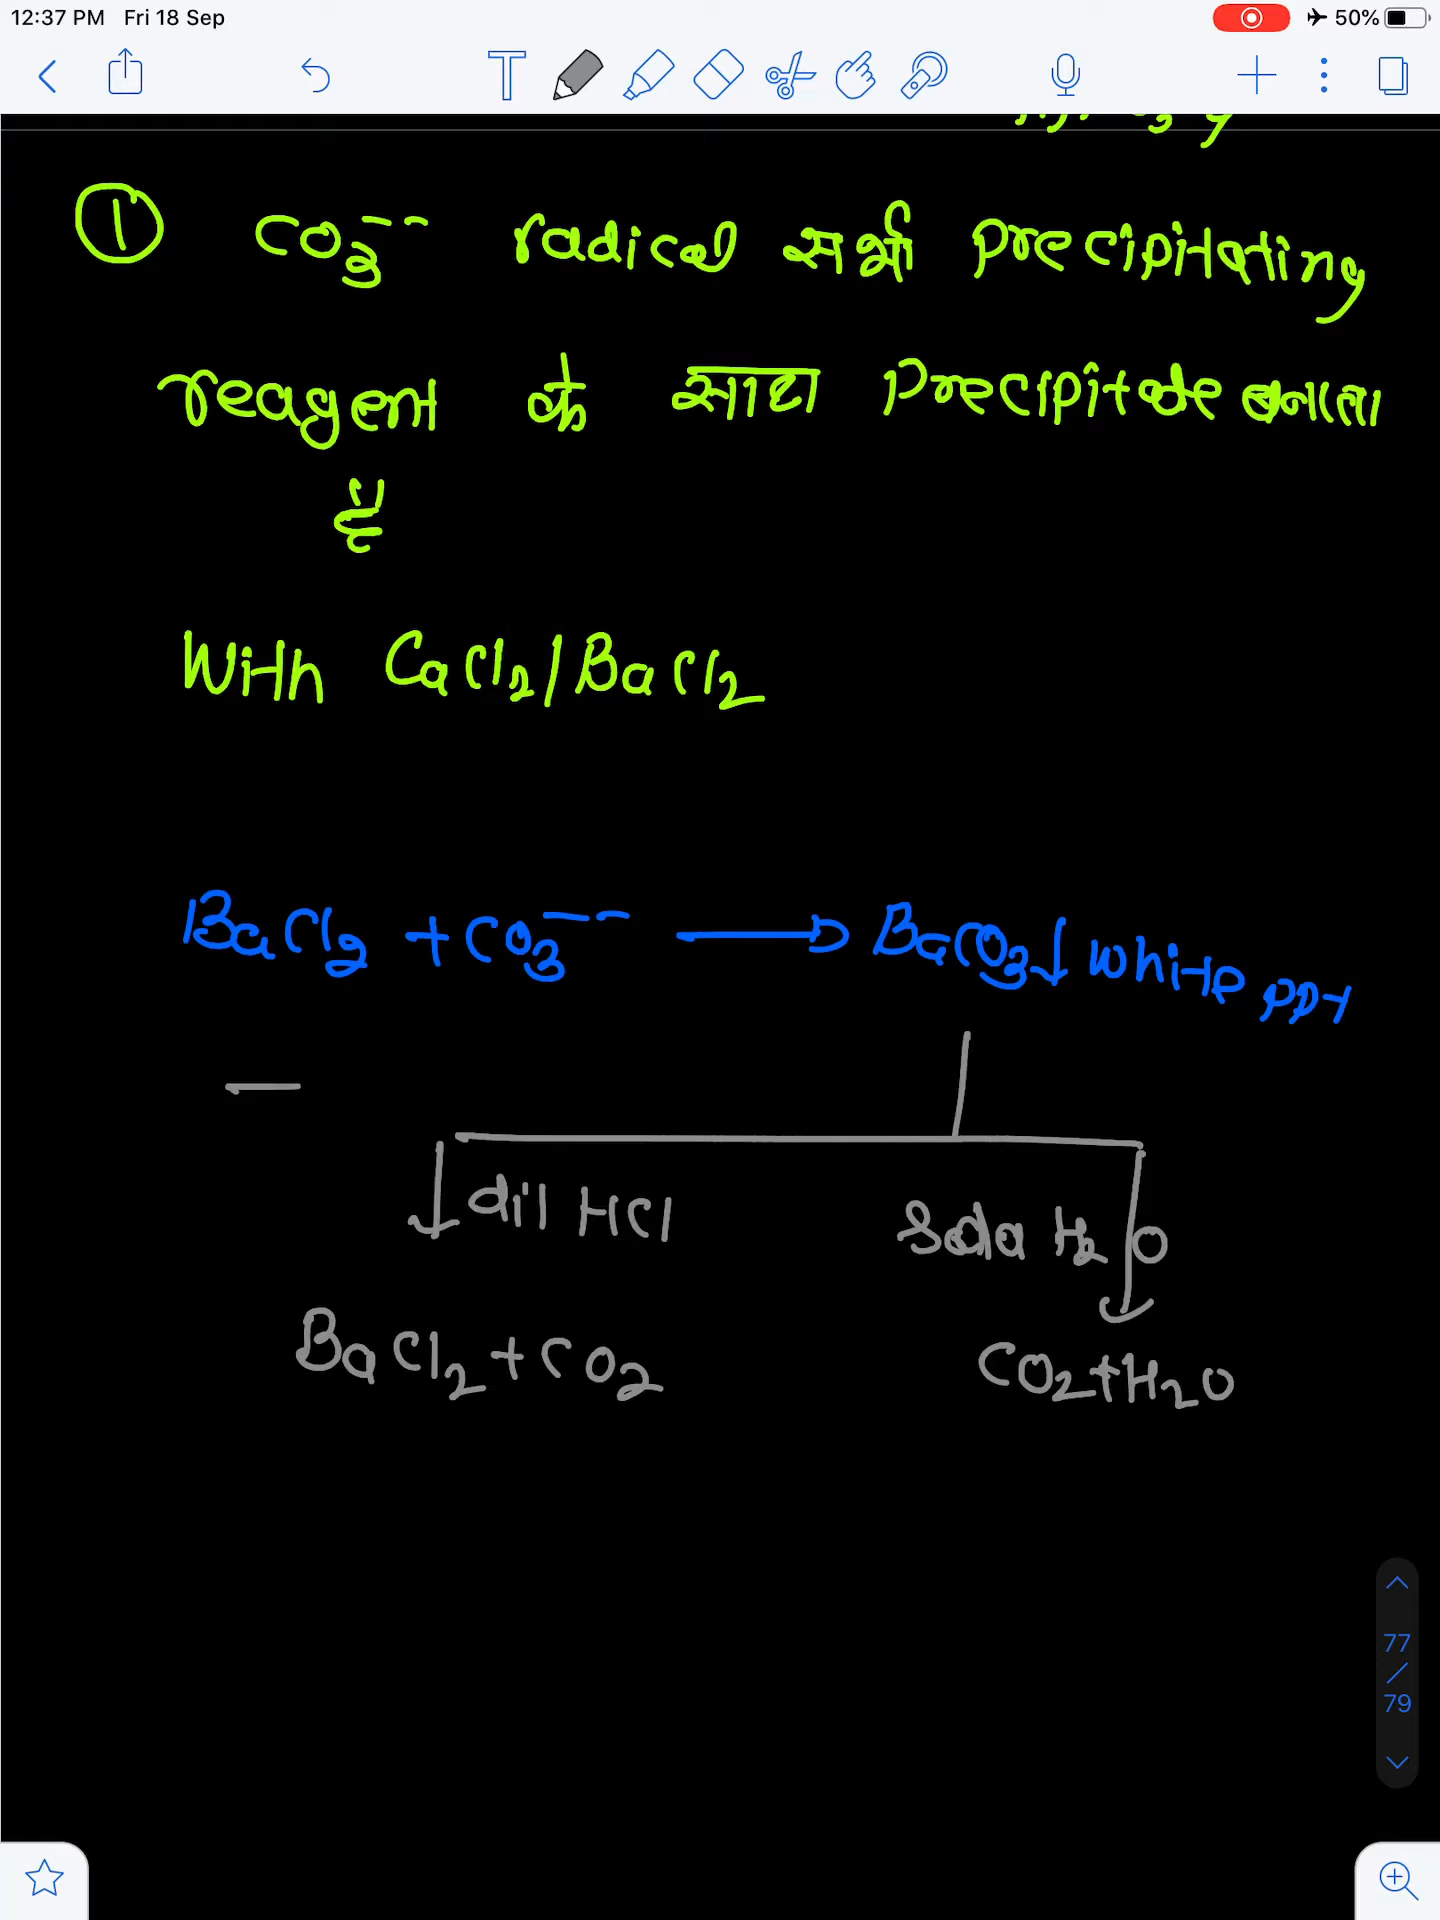 12:37 PM Fri 18 Sep 50%
1 CO3-- radical सभी precipitating
reagent के साथ precipitate बनाता
है
With CaCl2/BaCl2
BaCl2 + CO3-- → BaCO3↓ White ppt
dil HCl Soda H2O
BaCl2 + CO2 CO2+H2O
77
/
79